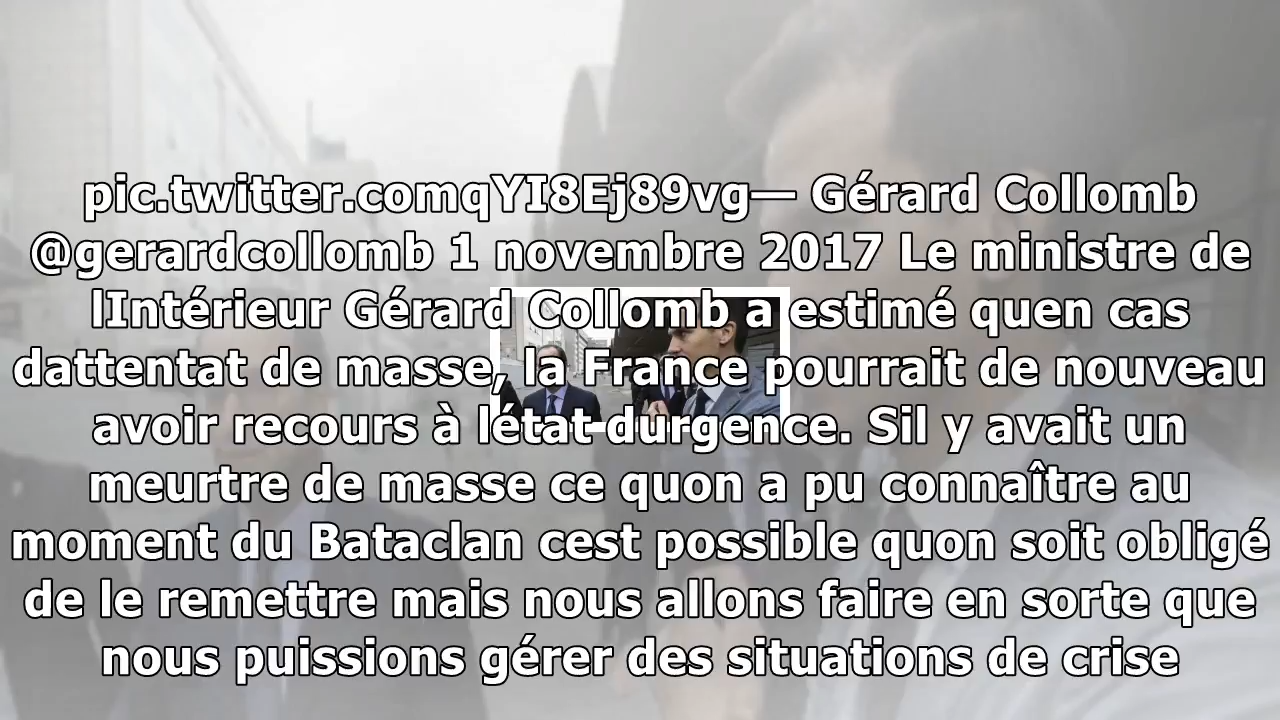 pic.twitter.comqYI8Ej89vg— Gérard Collomb
@gerardcollomb 1 novembre 2017 Le ministre de
lIntérieur Gérard Collomb a estimé quen cas
dattentat de masse, la France pourrait de nouveau
avoir recours à létat durgence. Sil y avait un
meurtre de masse ce quon a pu connaître au
moment du Bataclan cest possible quon soit obligé
de le remettre mais nous allons faire en sorte que
nous puissions gérer des situations de crise